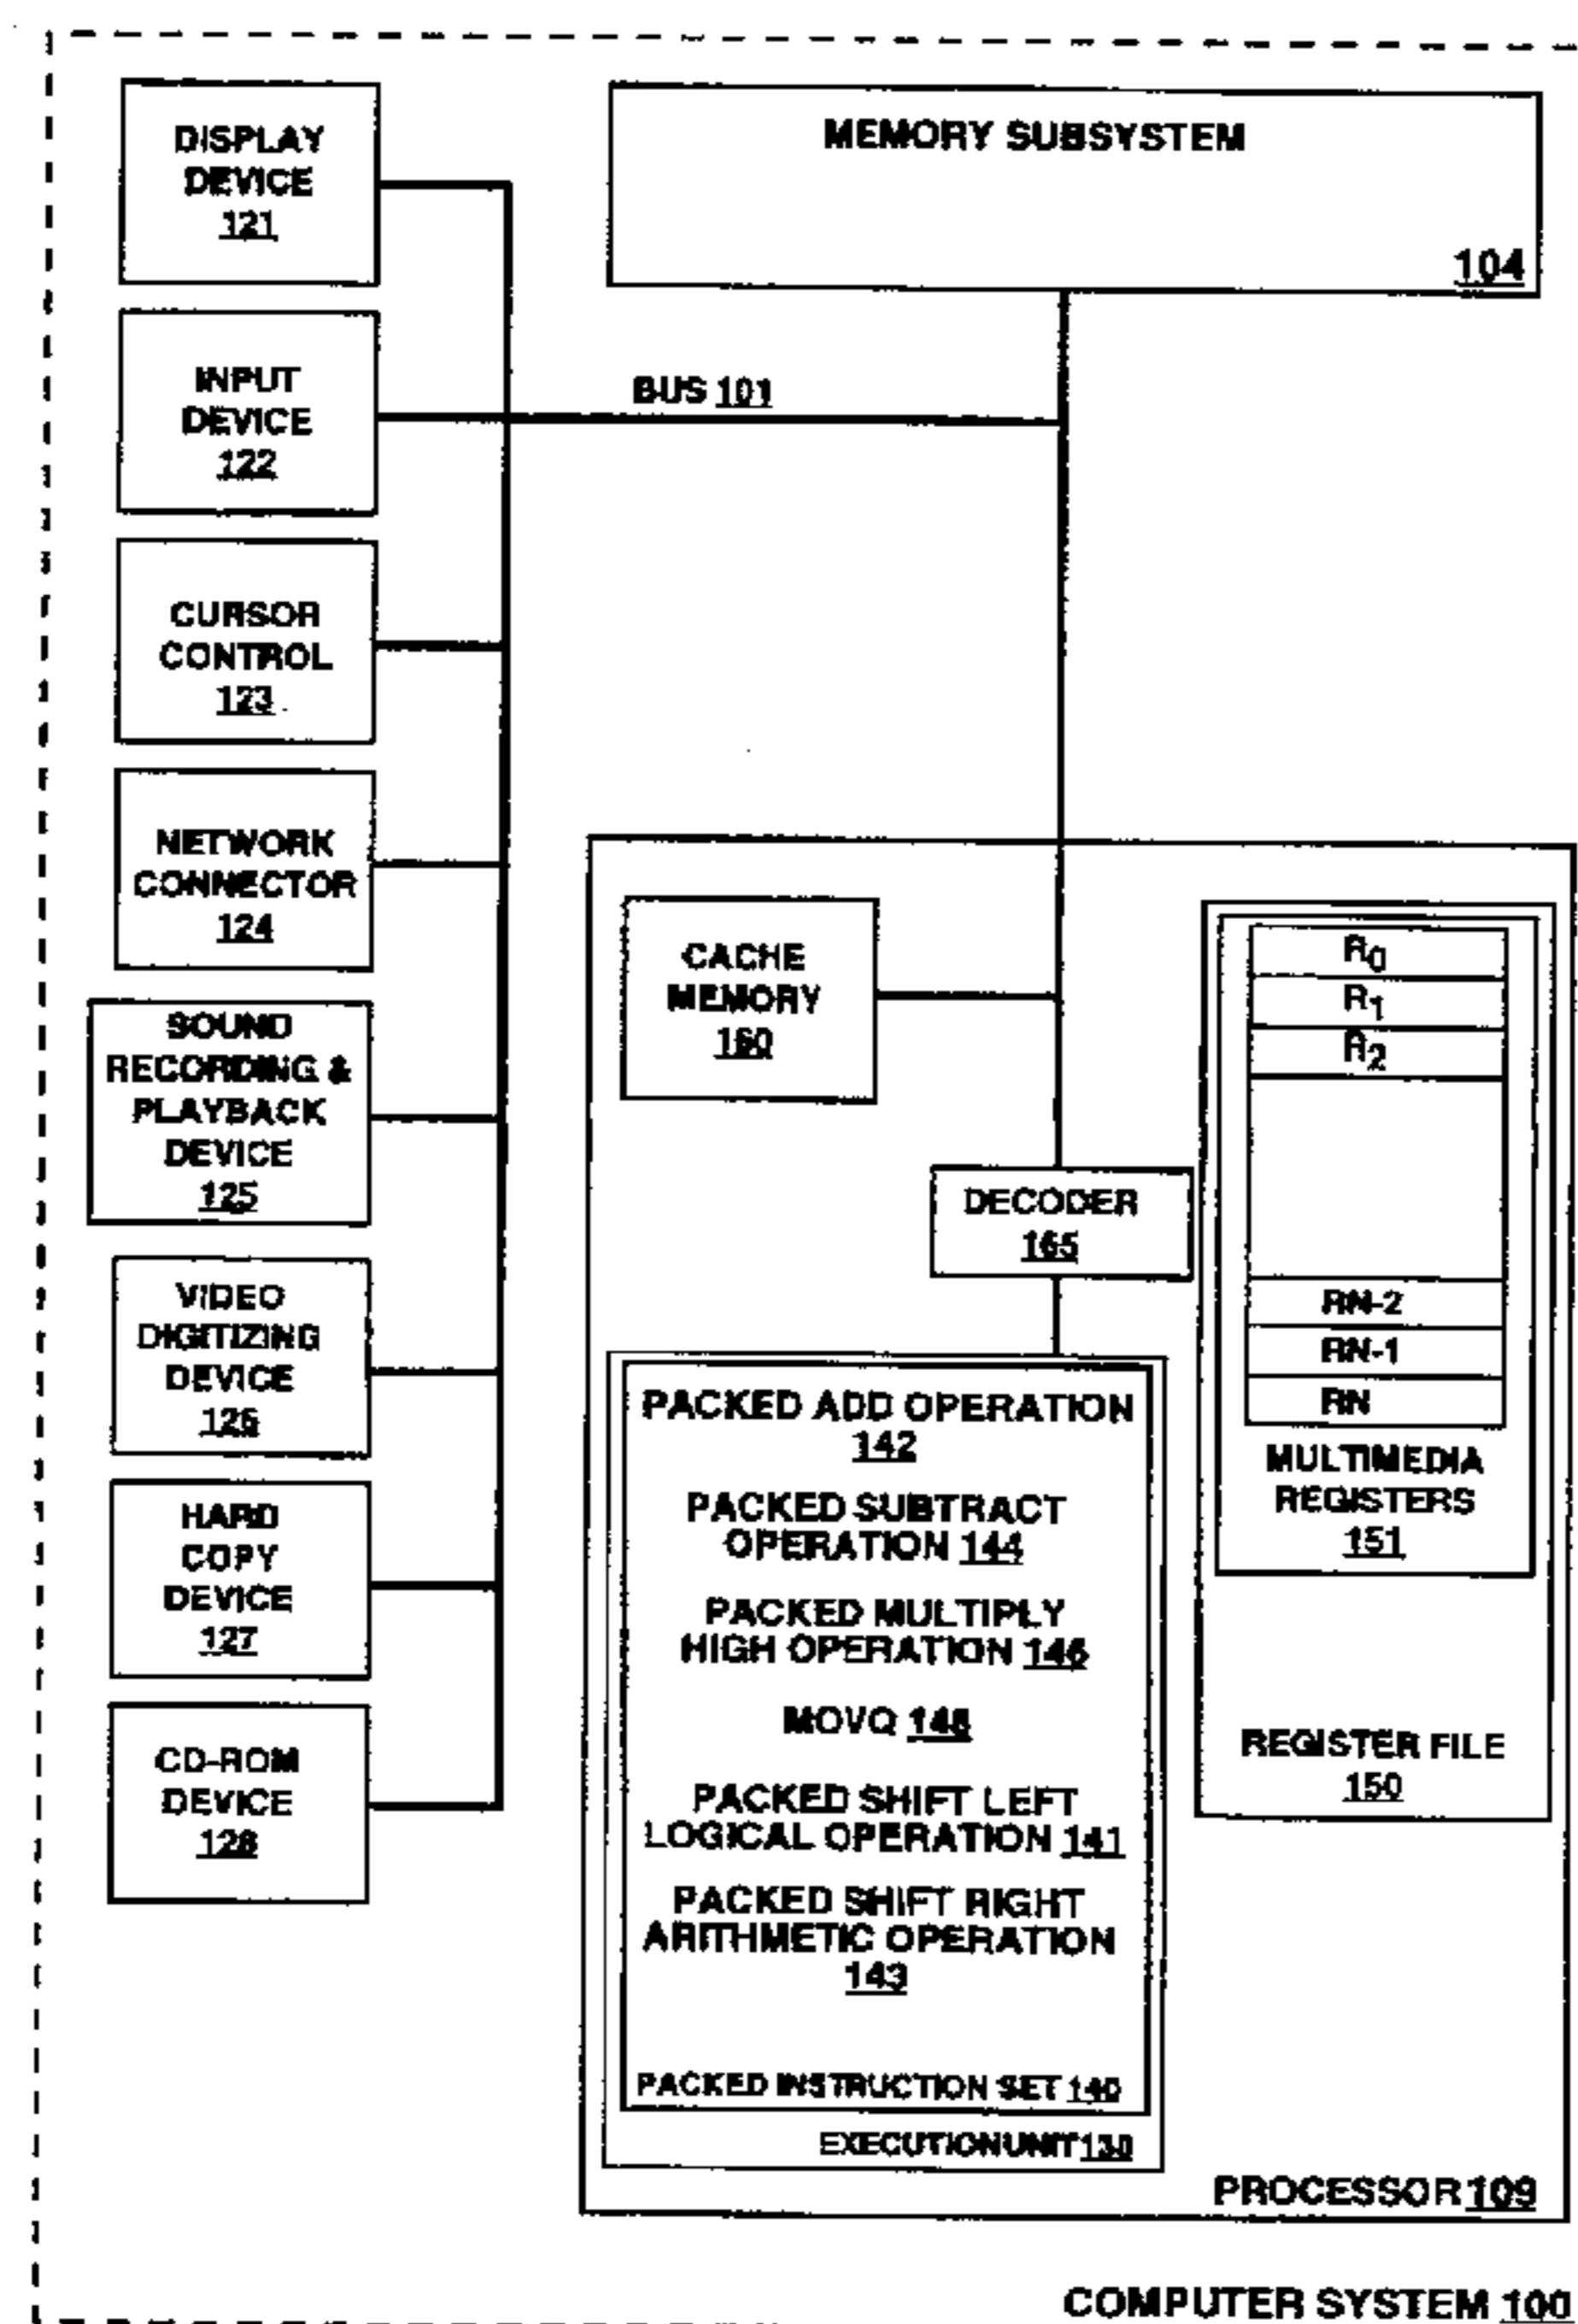 DISPLAY
DEVICE
121
INPUT
DEVICE
122
CURSOR
CONTROL
123
NETWORK
CONNECTOR
124
SOUND
RECORDING &
PLAYBACK
DEVICE
125
VIDEO
DIGITIZING
DEVICE
126
HARD
COPY
DEVICE
127
CD-ROM
DEVICE
128
MEMORY SUBSYSTEM
104
BUS 101
CACHE
MEMORY
160
DECODER
165
PACKED ADD OPERATION
142
PACKED SUBTRACT
OPERATION 144
PACKED MULTIPLY
HIGH OPERATION 146
MOVQ 148
PACKED SHIFT LEFT
LOGICAL OPERATION 141
PACKED SHIFT RIGHT
ARITHMETIC OPERATION
143
PACKED INSTRUCTION SET 140
EXECUTION UNIT 130
R0
R1
R2
RN-2
RN-1
RN
MULTIMEDIA
REGISTERS
151
REGISTER FILE
150
PROCESSOR 109
COMPUTER SYSTEM 100